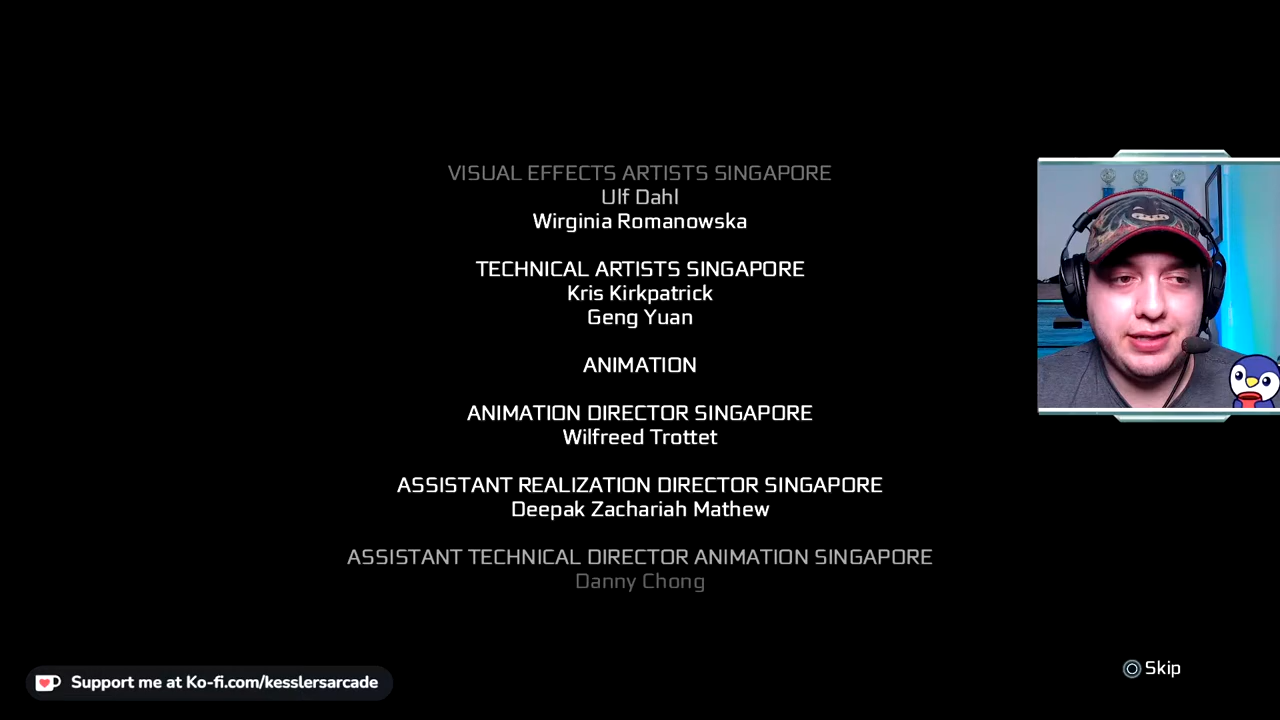 VISUAL EFFECTS ARTISTS SINGAPORE
Ulf Dahl
Wirginia Romanowska
TECHNICAL ARTISTS SINGAPORE
Kris Kirkpatrick
Geng Yuan
ANIMATION
ANIMATION DIRECTOR SINGAPORE
Wilfreed Trottet
ASSISTANT REALIZATION DIRECTOR SINGAPORE
Deepak Zachariah Mathew
ASSISTANT TECHNICAL DIRECTOR ANIMATION SINGAPORE
Danny Chong
Skip
Support me at Ko-fi.com/kesslersarcade